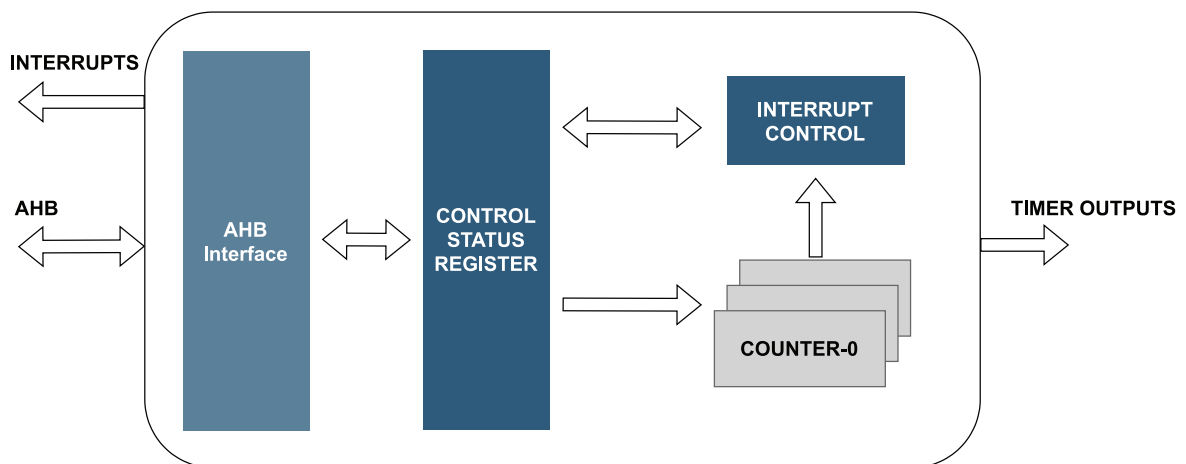 INTERRUPTS
AHB
AHB
Interface
CONTROL
STATUS
REGISTER
INTERRUPT
CONTROL
COUNTER-0
TIMER OUTPUTS